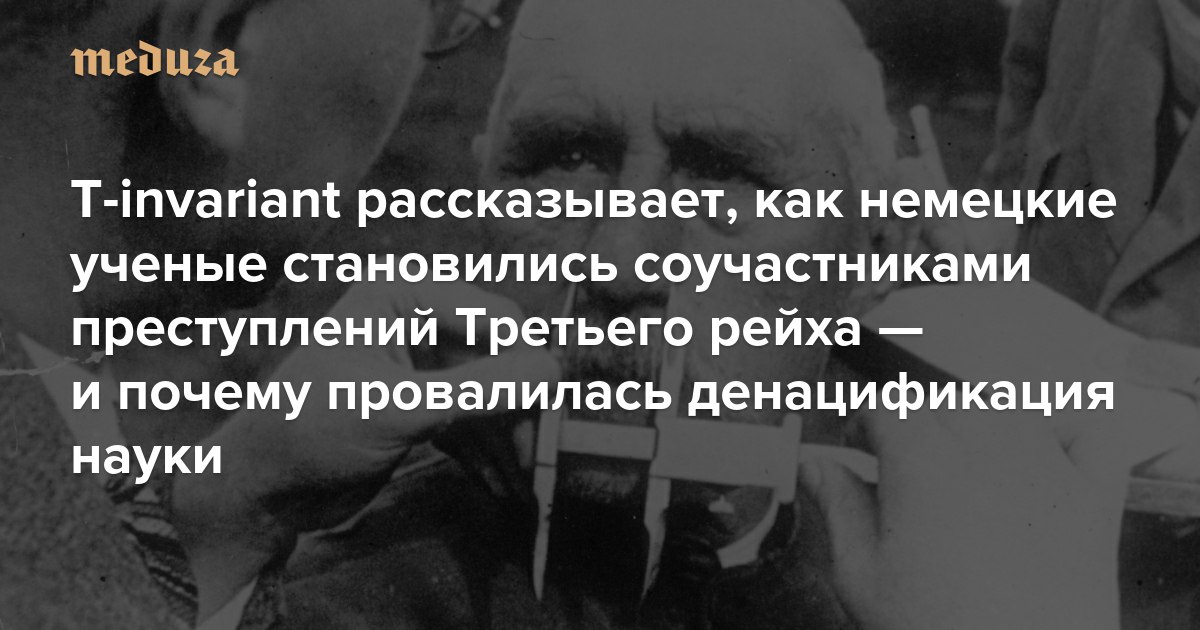 meduza
T-invariant рассказывает, как немецкие
ученые становились соучастниками
преступлений Третьего рейха —
и почему провалилась денацификация
науки